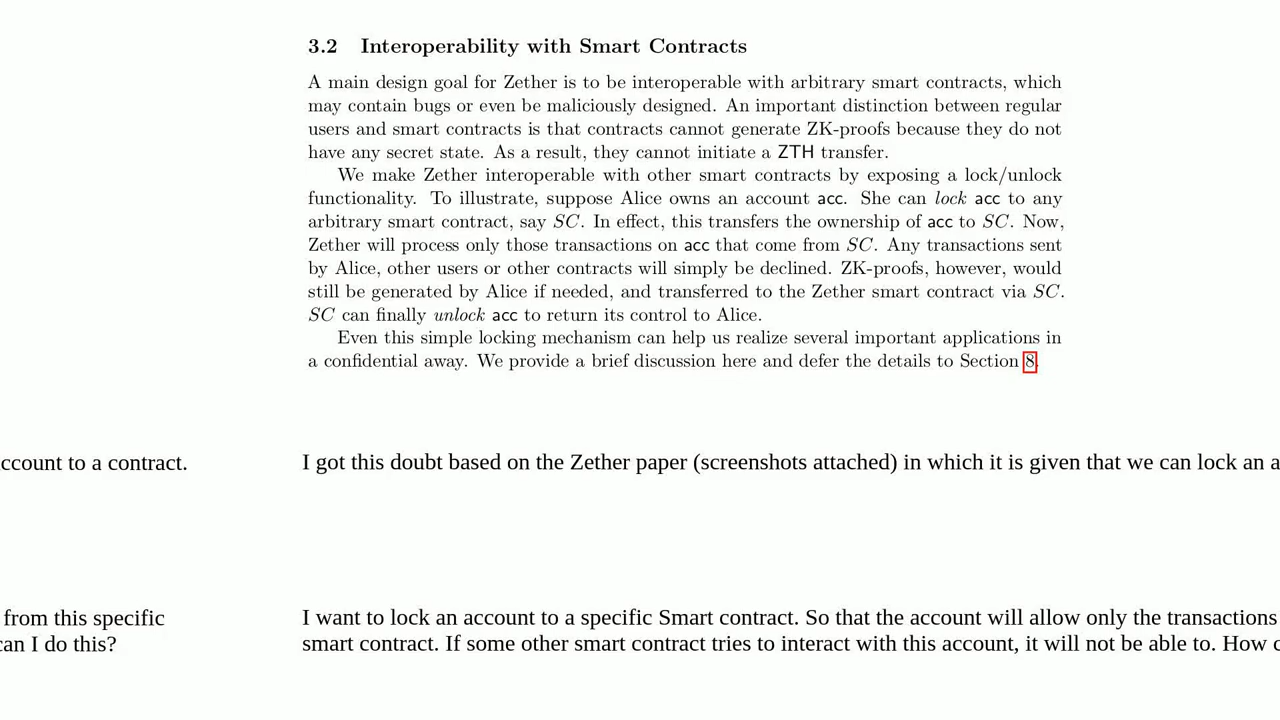 3.2 Interoperability with Smart Contracts
A main design goal for Zether is to be interoperable with arbitrary smart contracts, which
may contain bugs or even be maliciously designed. An important distinction between regular
users and smart contracts is that contracts cannot generate ZK-proofs because they do not
have any secret state. As a result, they cannot initiate a ZTH transfer.
We make Zether interoperable with other smart contracts by exposing a lock/unlock
functionality. To illustrate, suppose Alice owns an account acc. She can lock acc to any
arbitrary smart contract, say SC. In effect, this transfers the ownership of acc to SC. Now,
Zether will process only those transactions on acc that come from SC. Any transactions sent
by Alice, other users or other contracts will simply be declined. ZK-proofs, however, would
still be generated by Alice if needed, and transferred to the Zether smart contract via SC.
SC can finally unlock acc to return its control to Alice.
Even this simple locking mechanism can help us realize several important applications in
a confidential away. We provide a brief discussion here and defer the details to Section 8.
ccount to a contract.
I got this doubt based on the Zether paper (screenshots attached) in which it is given that we can lock an a
from this specific
can I do this?
I want to lock an account to a specific Smart contract. So that the account will allow only the transactions
smart contract. If some other smart contract tries to interact with this account, it will not be able to. How c